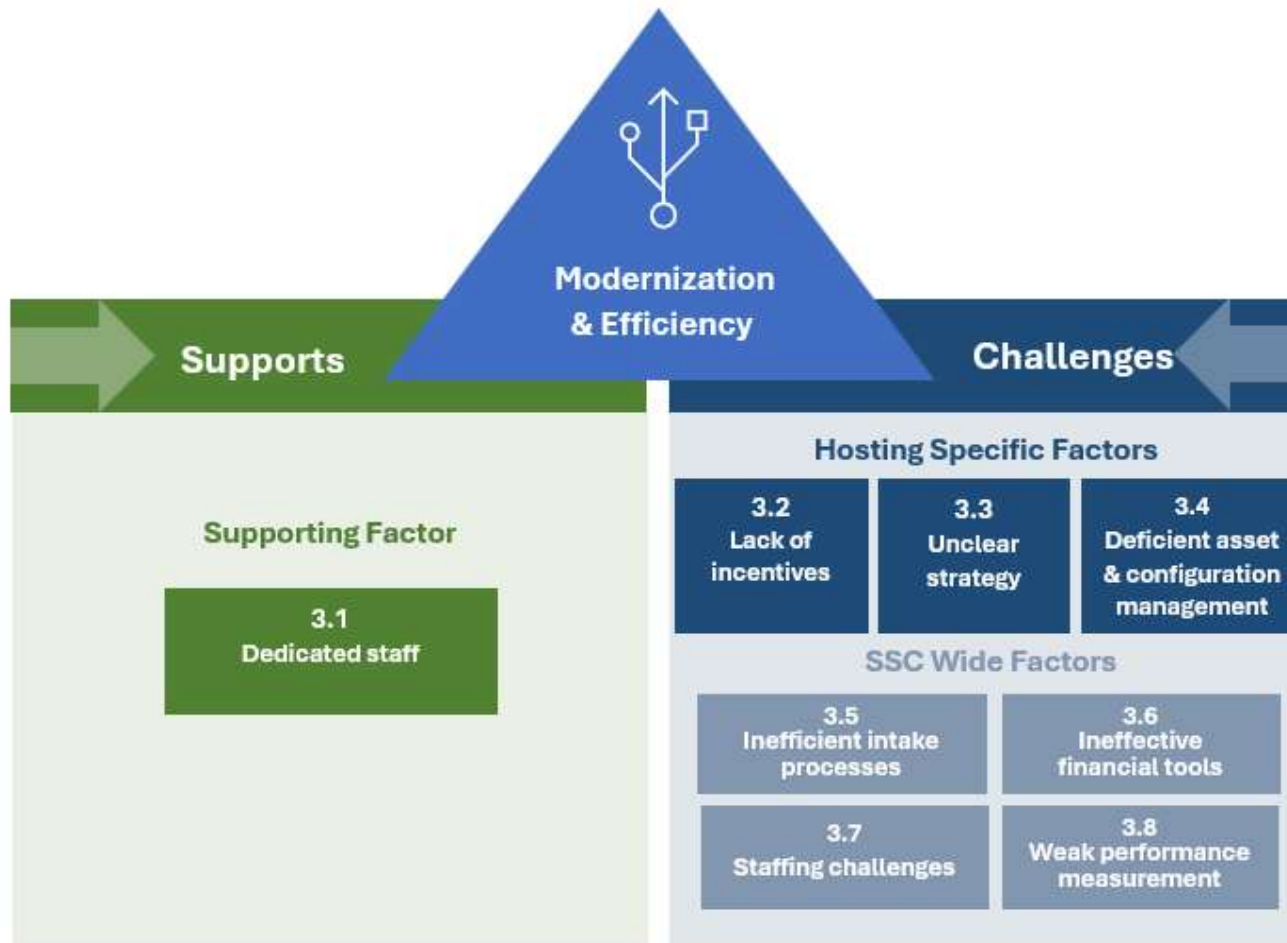 Modernization
& Efficiency
Supports
Challenges
Supporting Factor
3.1
Dedicated staff
Hosting Specific Factors
3.2
Lack of
incentives
3.3
Unclear
strategy
3.4
Deficient asset
& configuration
management
SSC Wide Factors
3.5
Inefficient intake
processes
3.6
Ineffective
financial tools
3.7
Staffing challenges
3.8
Weak performance
measurement